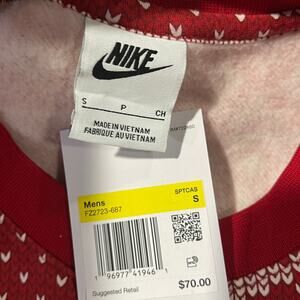 NIKE
S P CH
MADE IN VIETNAM
FABRIQUE AU VIETNAM
Mens
FZ2723-687
SPTCAS
S
1 96977 41946
Suggested Retail
$70.00